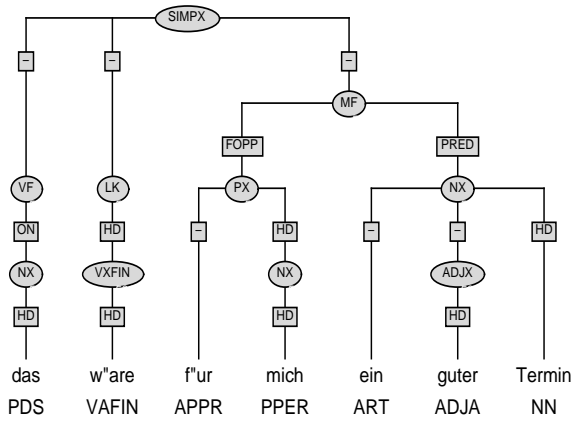 SIMPX
– – –
MF
FOPP PRED
VF LK PX NX
ON HD – HD – – HD
NX VXFIN NX ADJX
HD HD HD HD
das w"are f"ur mich ein guter Termin
PDS VAFIN APPR PPER ART ADJA NN